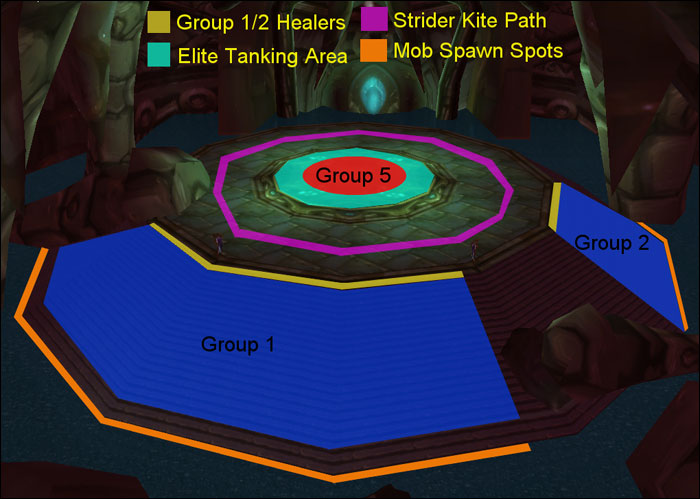 Group 1/2 Healers
Strider Kite Path
Elite Tanking Area
Mob Spawn Spots
Group 5
Group 2
Group 1